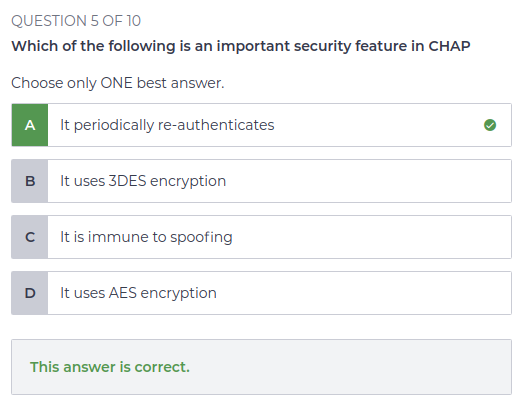 QUESTION 5 OF 10
Which of the following is an important security feature in CHAP
Choose only ONE best answer.
A It periodically re-authenticates
B It uses 3DES encryption
C It is immune to spoofing
D It uses AES encryption
This answer is correct.